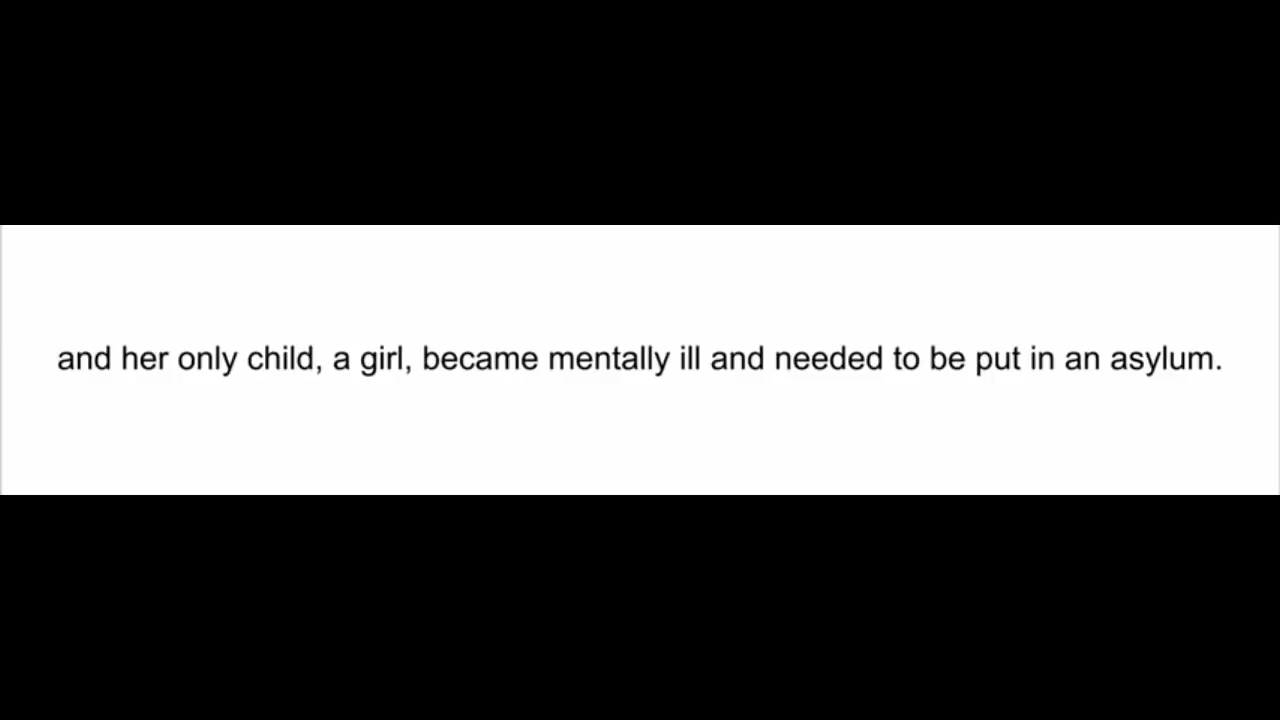 and her only child, a girl, became mentally ill and needed to be put in an asylum.